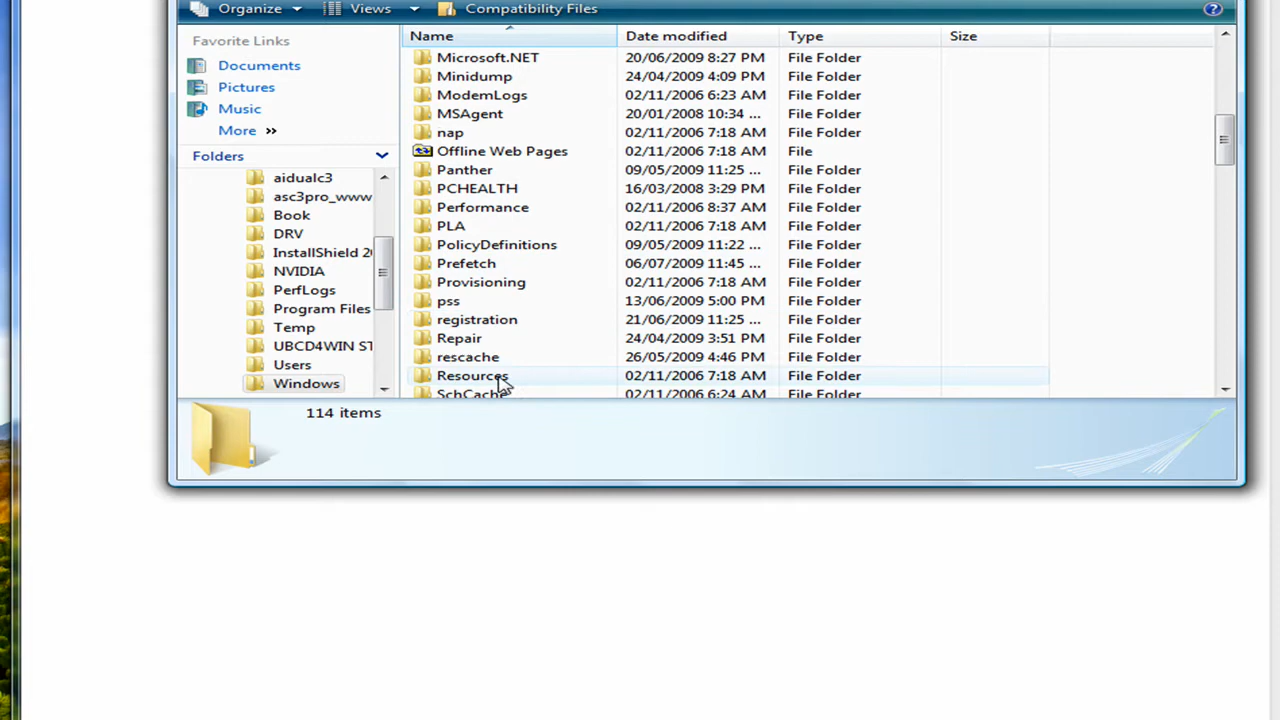 Organize Views Compatibility Files
Favorite Links Name Date modified Type Size
Documents
Pictures
Music
More »
Folders
aidualc3
asc3pro_www
Book
DRV
InstallShield 20
NVIDIA
PerfLogs
Program Files
Temp
UBCD4WIN ST
Users
Windows
Microsoft.NET 20/06/2009 8:27 PM File Folder
Minidump 24/04/2009 4:09 PM File Folder
ModemLogs 02/11/2006 6:23 AM File Folder
MSAgent 20/01/2008 10:34 ... File Folder
nap 02/11/2006 7:18 AM File Folder
Offline Web Pages 02/11/2006 7:18 AM File
Panther 09/05/2009 11:25 ... File Folder
PCHEALTH 16/03/2008 3:29 PM File Folder
Performance 02/11/2006 8:37 AM File Folder
PLA 02/11/2006 7:18 AM File Folder
PolicyDefinitions 09/05/2009 11:22 ... File Folder
Prefetch 06/07/2009 11:45 ... File Folder
Provisioning 02/11/2006 7:18 AM File Folder
pss 13/06/2009 5:00 PM File Folder
registration 21/06/2009 11:25 ... File Folder
Repair 24/04/2009 3:51 PM File Folder
rescache 26/05/2009 4:46 PM File Folder
Resources 02/11/2006 7:18 AM File Folder
SchCache 02/11/2006 6:24 AM File Folder
114 items